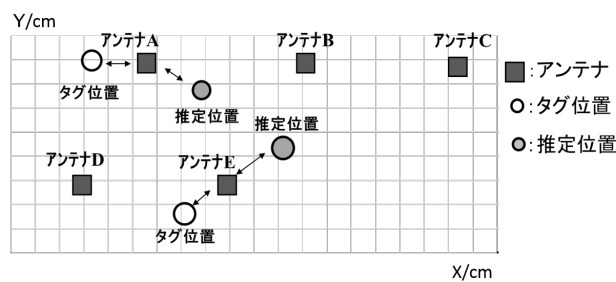 Y/cm
アンテナA
アンテナB
アンテナC
タグ位置
推定位置
推定位置
アンテナD
アンテナE
タグ位置
X/cm
:アンテナ
:タグ位置
:推定位置